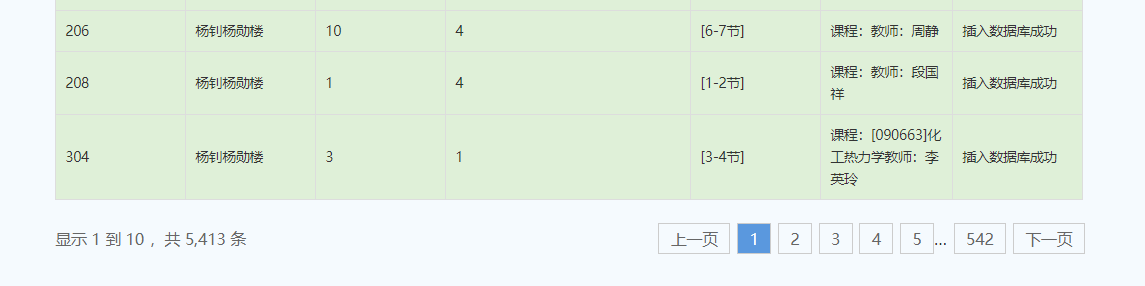 206 杨钊杨勋楼 10 4 [6-7节] 课程：教师：周静 插入数据库成功
208 杨钊杨勋楼 1 4 [1-2节] 课程：教师：段国
祥 插入数据库成功
304 杨钊杨勋楼 3 1 [3-4节] 课程：[090663]化
工热力学教师：李
英玲 插入数据库成功
显示 1 到 10 ，共 5,413 条 上一页 1 2 3 4 5 ... 542 下一页